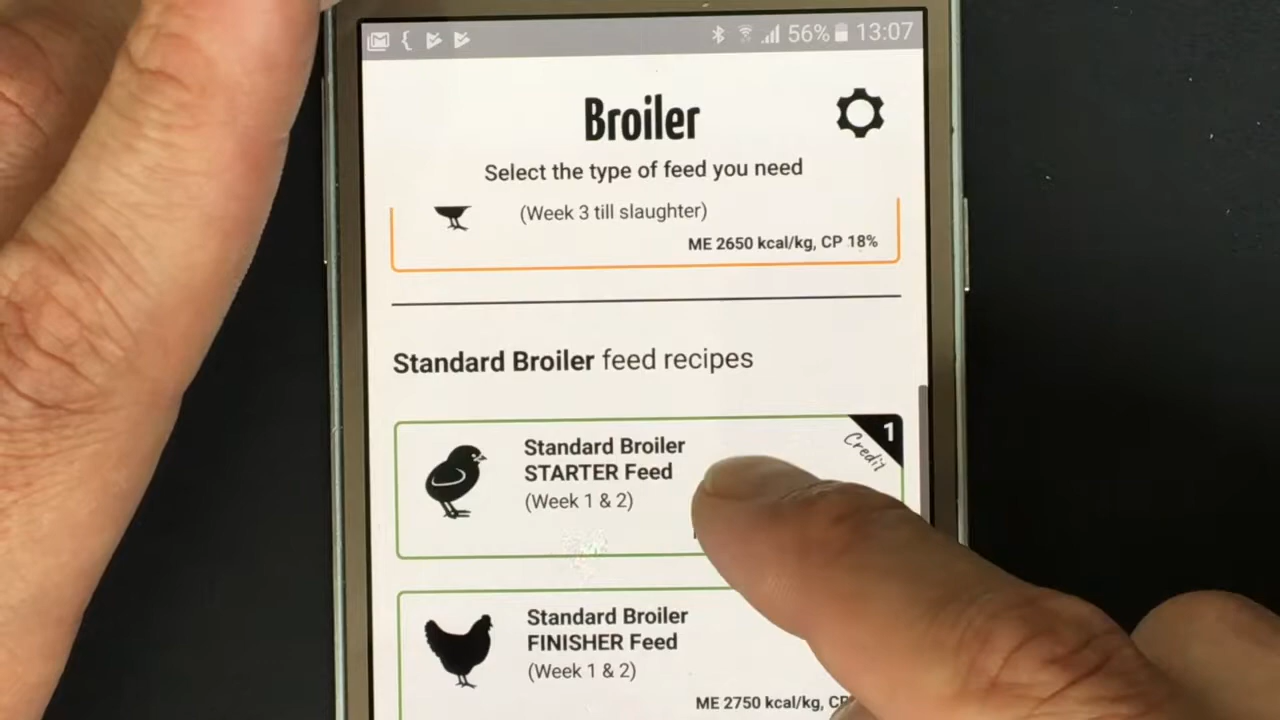 56% 13:07
Broiler
Select the type of feed you need
(Week 3 till slaughter)
ME 2650 kcal/kg, CP 18%
Standard Broiler feed recipes
1
Credit
Standard Broiler
STARTER Feed
(Week 1 & 2)
Standard Broiler
FINISHER Feed
(Week 1 & 2)
ME 2750 kcal/kg, CP